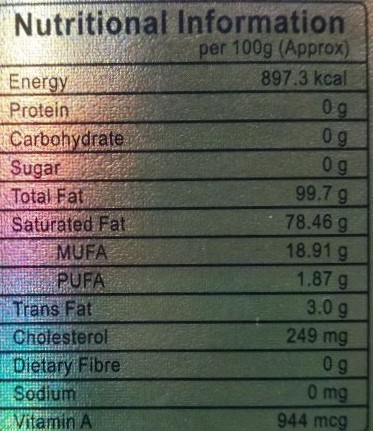 Nutritional Information
per 100g (Approx)
Energy 897.3 kcal
Protein 0 g
Carbohydrate 0 g
Sugar 0 g
Total Fat 99.7 g
Saturated Fat 78.46 g
MUFA 18.91 g
PUFA 1.87 g
Trans Fat 3.0 g
Cholesterol 249 mg
Dietary Fibre 0 g
Sodium 0 mg
Vitamin A 944 mcg